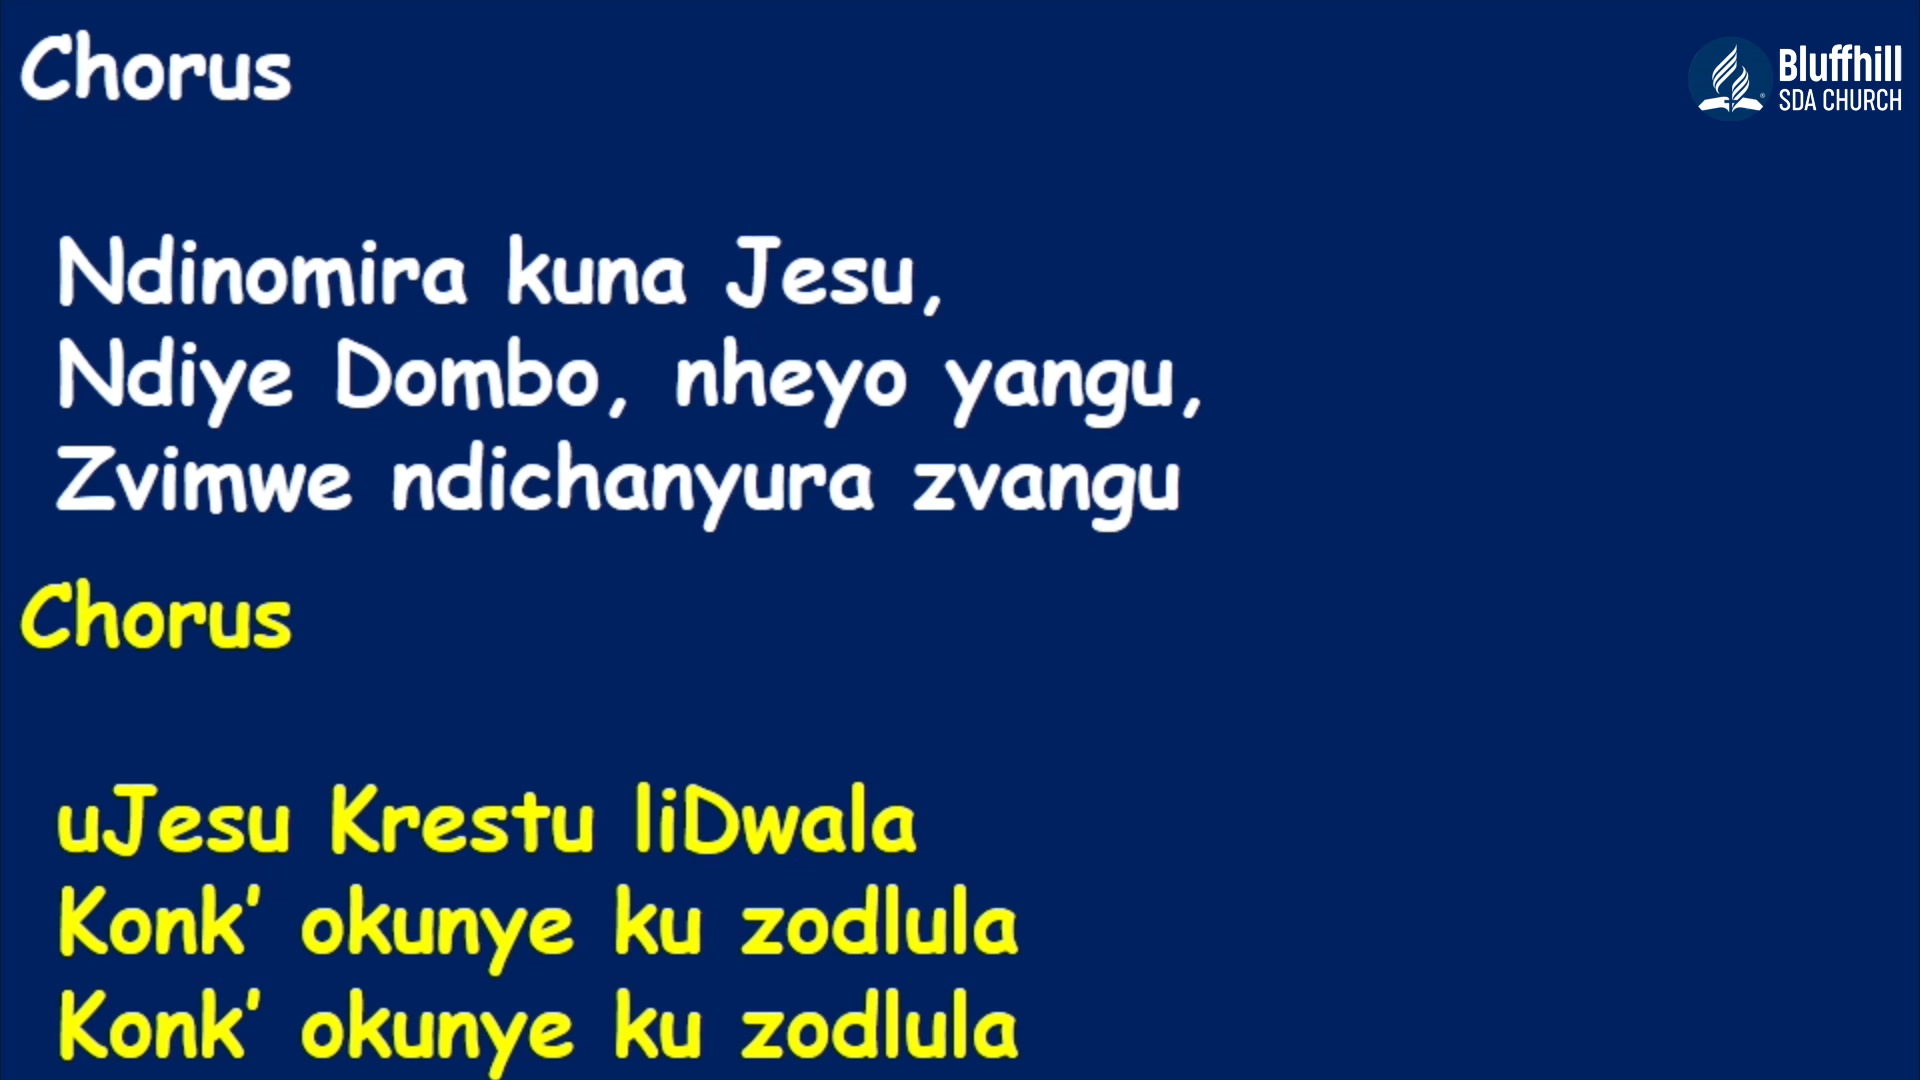 Chorus
Bluffhill
SDA CHURCH
Ndinomira kuna Jesu,
Ndiye Dombo, nheyo yangu,
Zvimwe ndichanyura zvangu
Chorus
uJesu Krestu liDwala
Konk’ okunye ku zodlula
Konk’ okunye ku zodlula